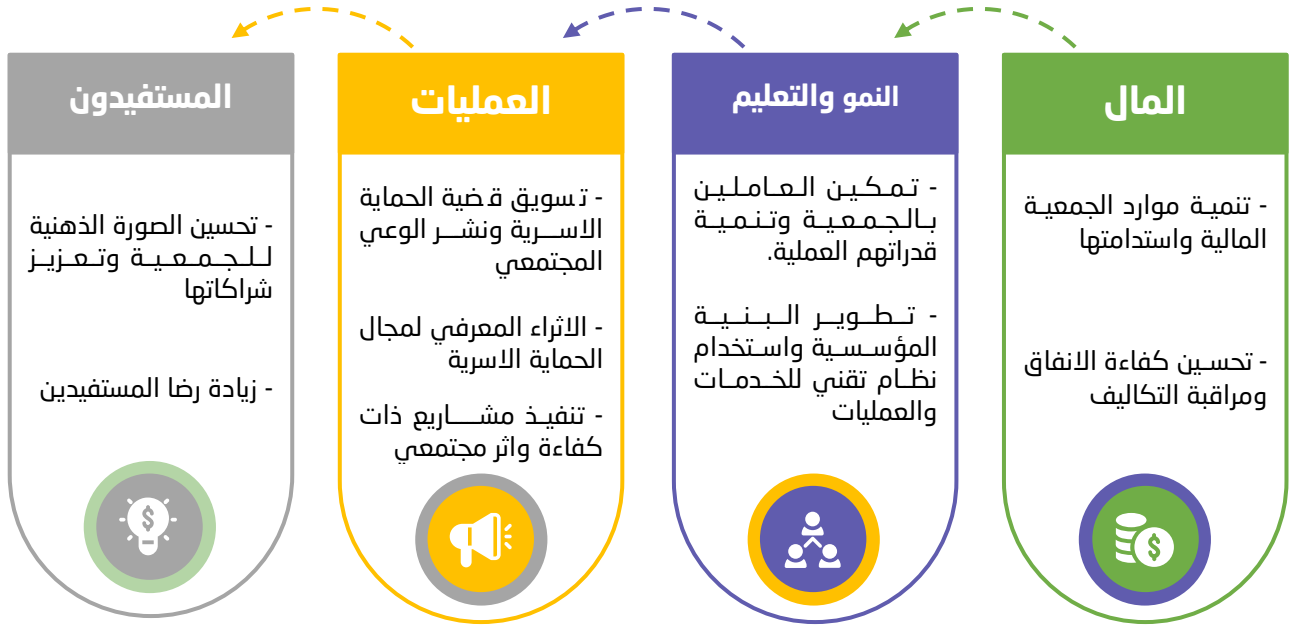 المال
- تنمية موارد الجمعية
المالية واستدامتها
- تحسين كفاءة الانفاق
ومراقبة التكاليف
النمو والتعليم
- تمكين العاملين
بالجمعية وتنمية
قدراتهم العملية.
- تطوير البنية
المؤسسية واستخدام
نظام تقني للخدمات
والعمليات
العمليات
- تسويق قضية الحماية
الاسرية ونشر الوعي
المجتمعي
- الاثراء المعرفي لمجال
الحماية الاسرية
- تنفيذ مشاريع ذات
كفاءة واثر مجتمعي
المستفيدون
- تحسين الصورة الذهنية
للجمعية وتعزيز
شراكاتها
- زيادة رضا المستفيدين
$
$